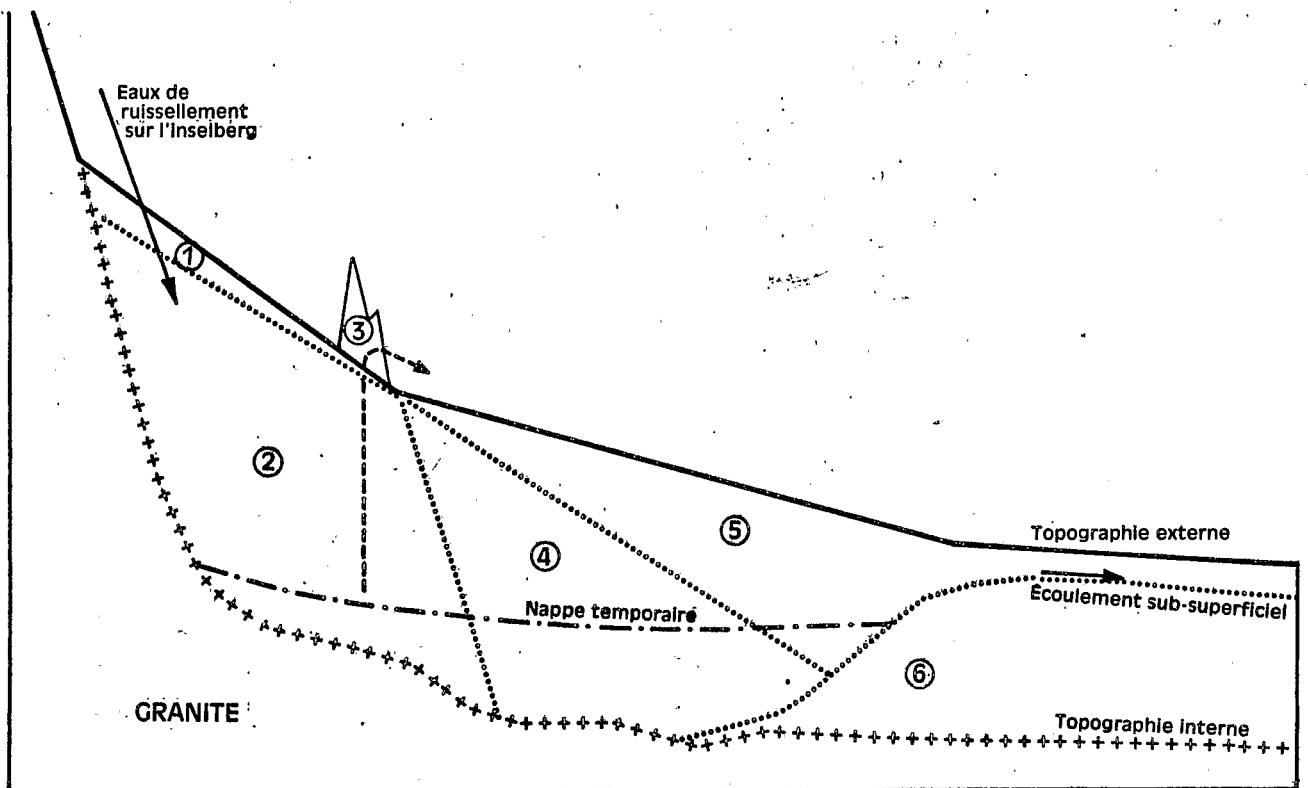 Eaux de
ruissellement
sur l'inselberg
①
③
②
⑤
Topographie externe
④
Écoulement sub-superficiel
Nappe temporaire
⑥
GRANITE
Topographie interne